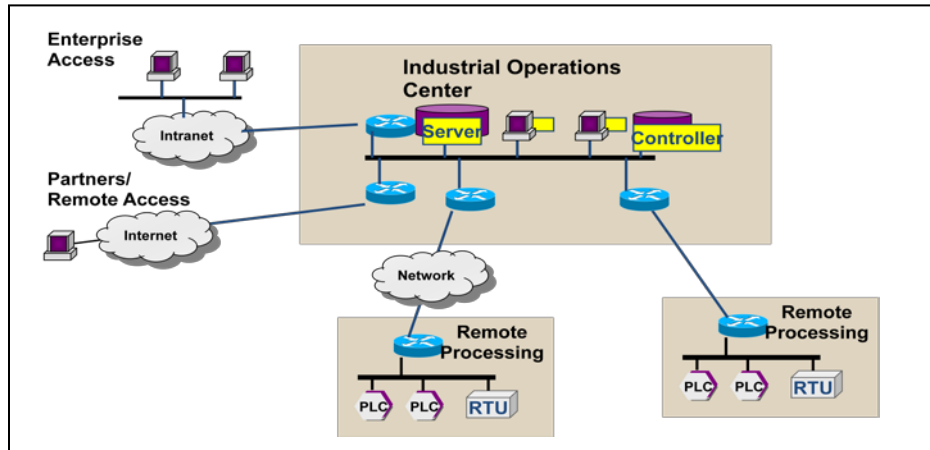 Enterprise
Access
Intranet
Partners/
Remote Access
Internet
Industrial Operations
Center
Server
Controller
Network
Remote
Processing
PLC
PLC
RTU
Remote
Processing
PLC
PLC
RTU